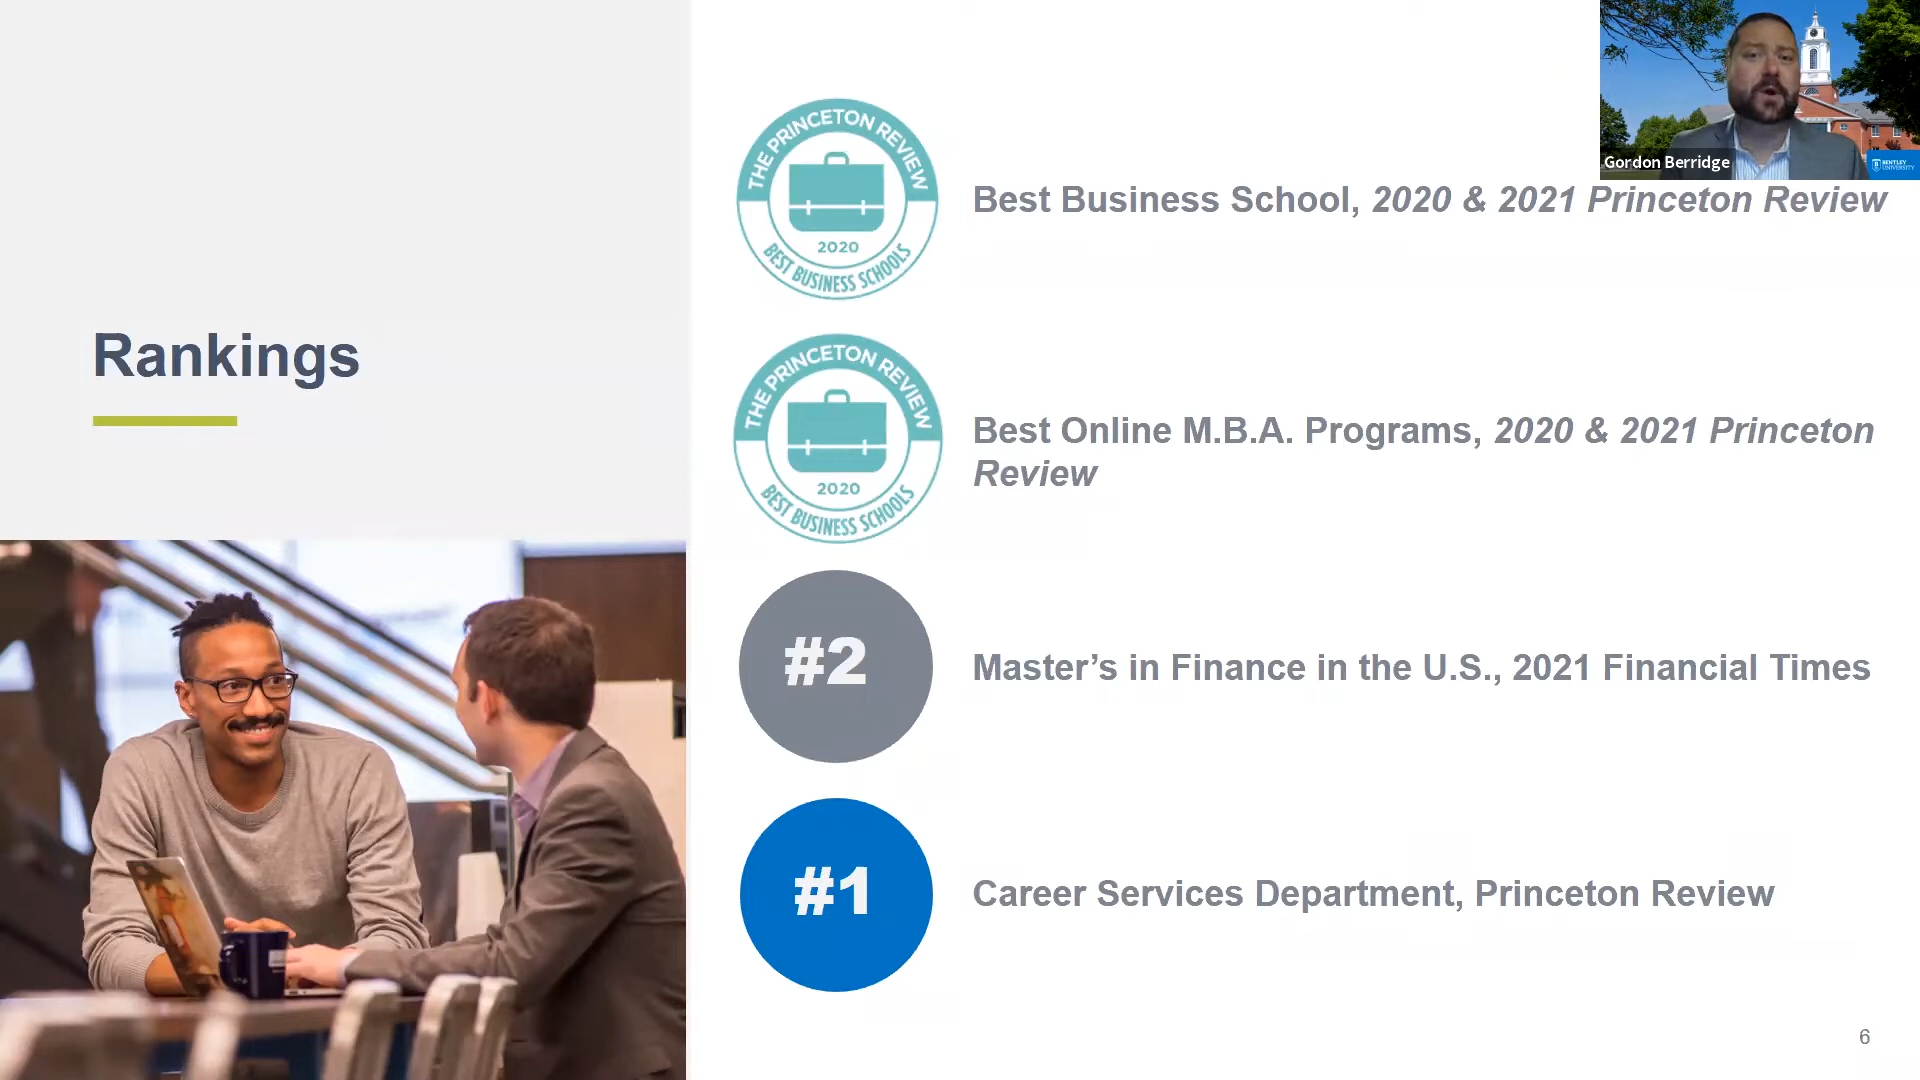 Rankings
THE PRINCETON REVIEW
2020
BEST BUSINESS SCHOOLS
Best Business School, 2020 & 2021 Princeton Review
THE PRINCETON REVIEW
2020
BEST BUSINESS SCHOOLS
Best Online M.B.A. Programs, 2020 & 2021 Princeton
Review
#2
Master’s in Finance in the U.S., 2021 Financial Times
#1
Career Services Department, Princeton Review
Gordon Berridge
BENTLEY
UNIVERSITY
6